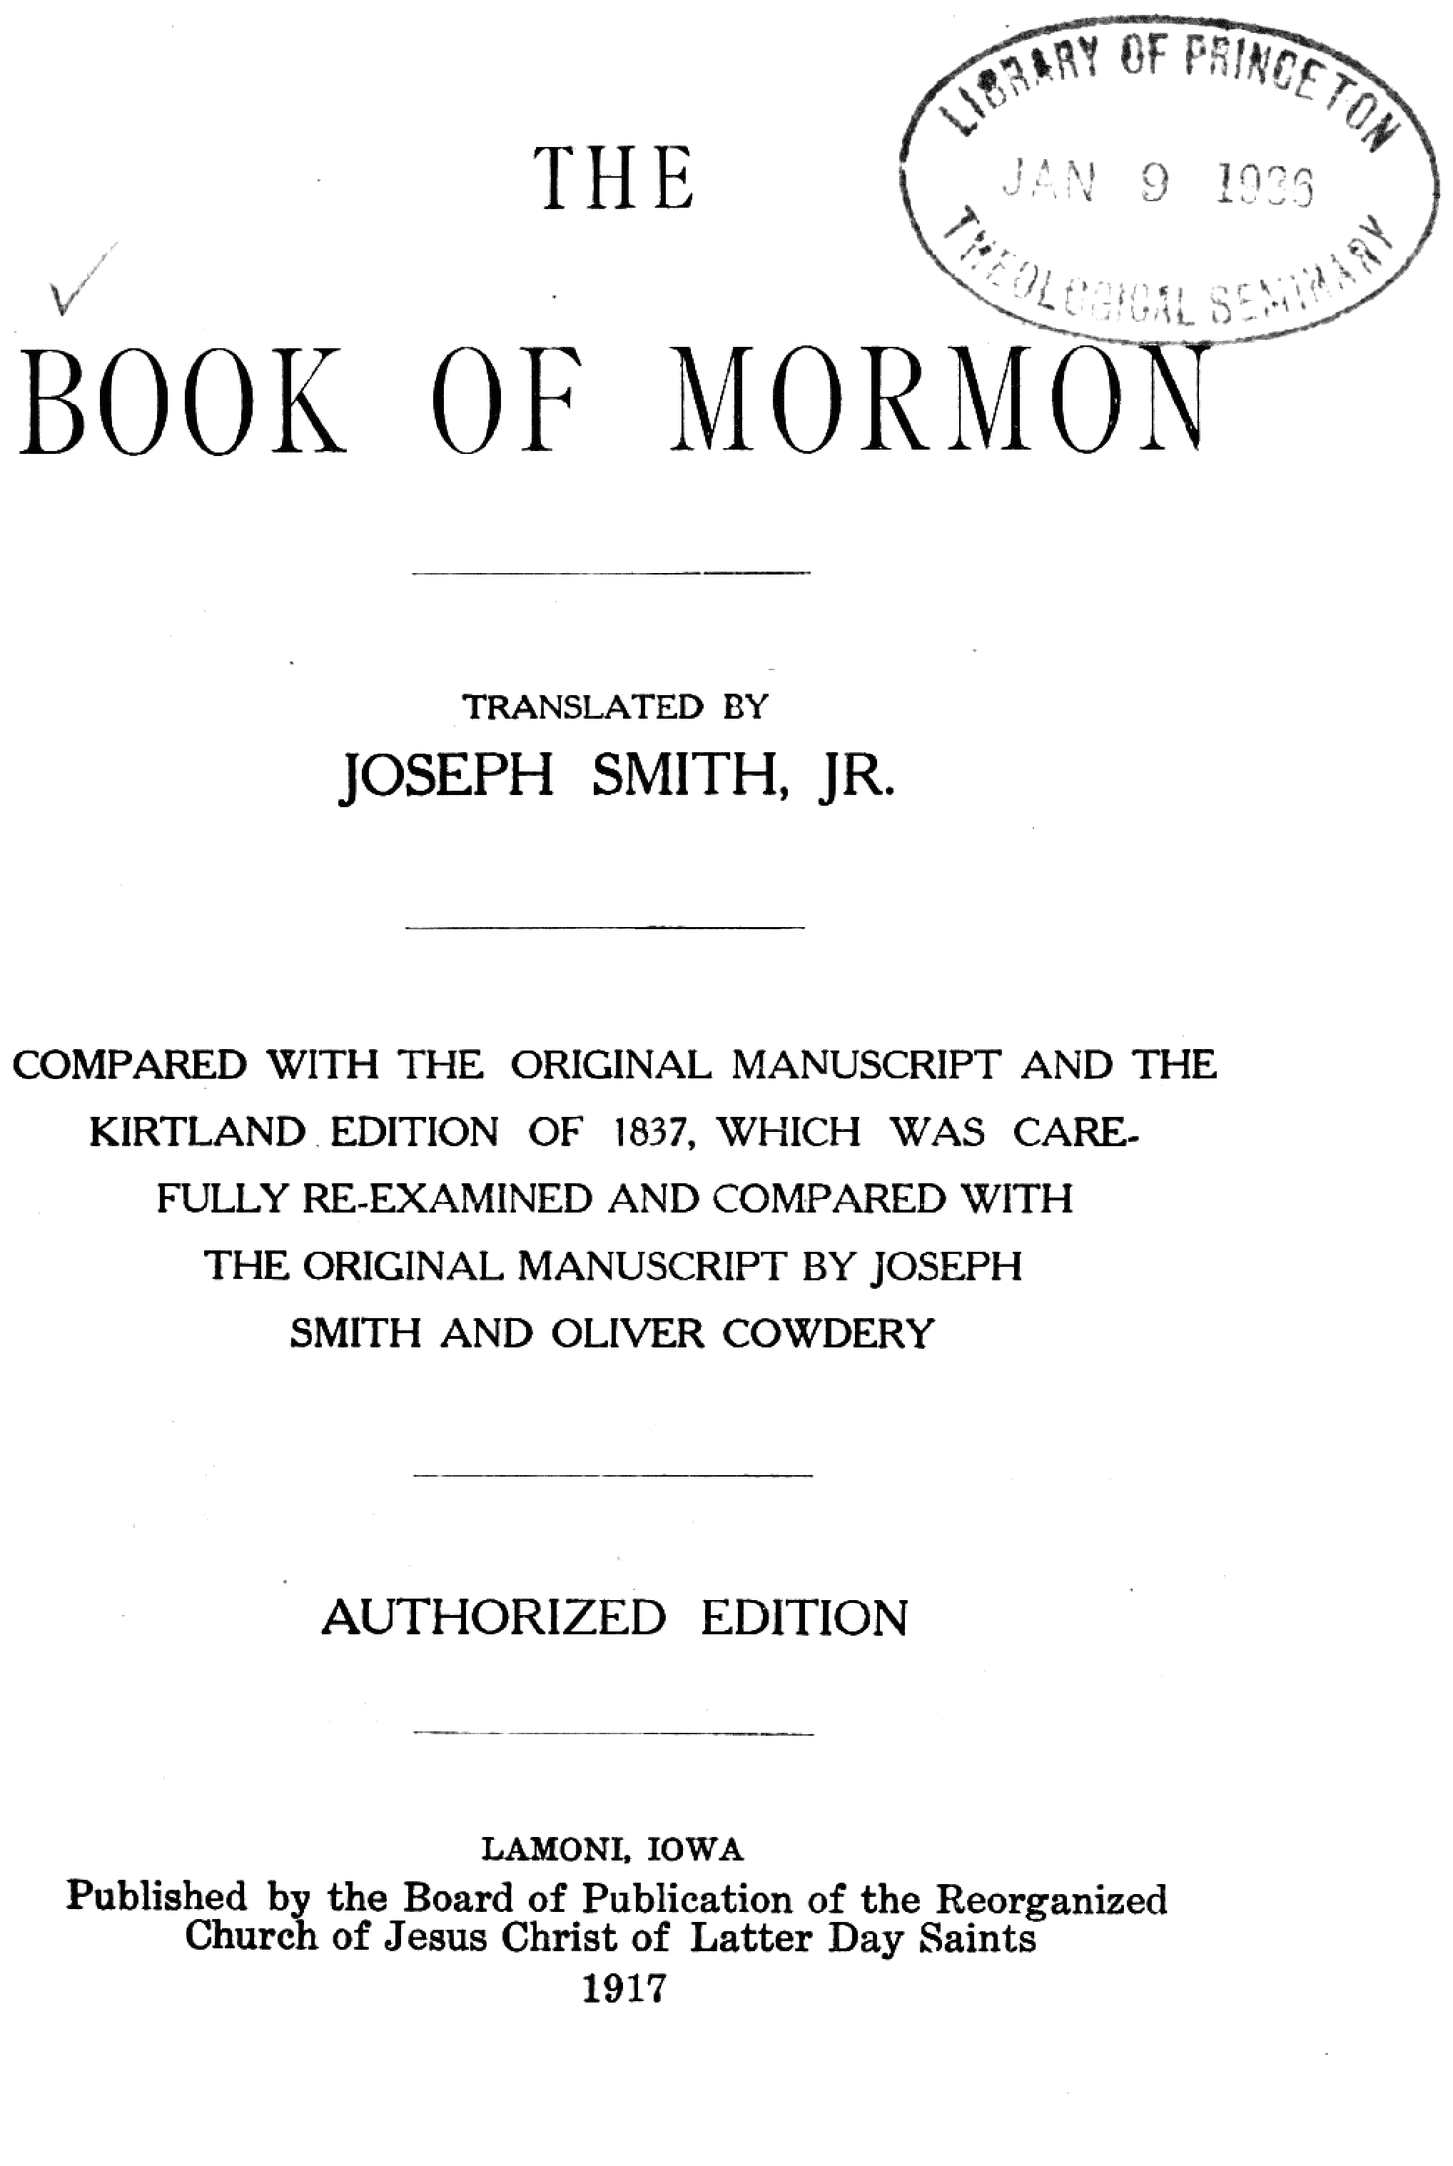 LIBRARY OF PRINCETON
JAN 9 1936
THEOLOGICAL SEMINARY
THE
BOOK OF MORMON
TRANSLATED BY
JOSEPH SMITH, JR.
COMPARED WITH THE ORIGINAL MANUSCRIPT AND THE
KIRTLAND EDITION OF 1837, WHICH WAS CARE-
FULLY RE-EXAMINED AND COMPARED WITH
THE ORIGINAL MANUSCRIPT BY JOSEPH
SMITH AND OLIVER COWDERY
AUTHORIZED EDITION
LAMONI, IOWA
Published by the Board of Publication of the Reorganized
Church of Jesus Christ of Latter Day Saints
1917